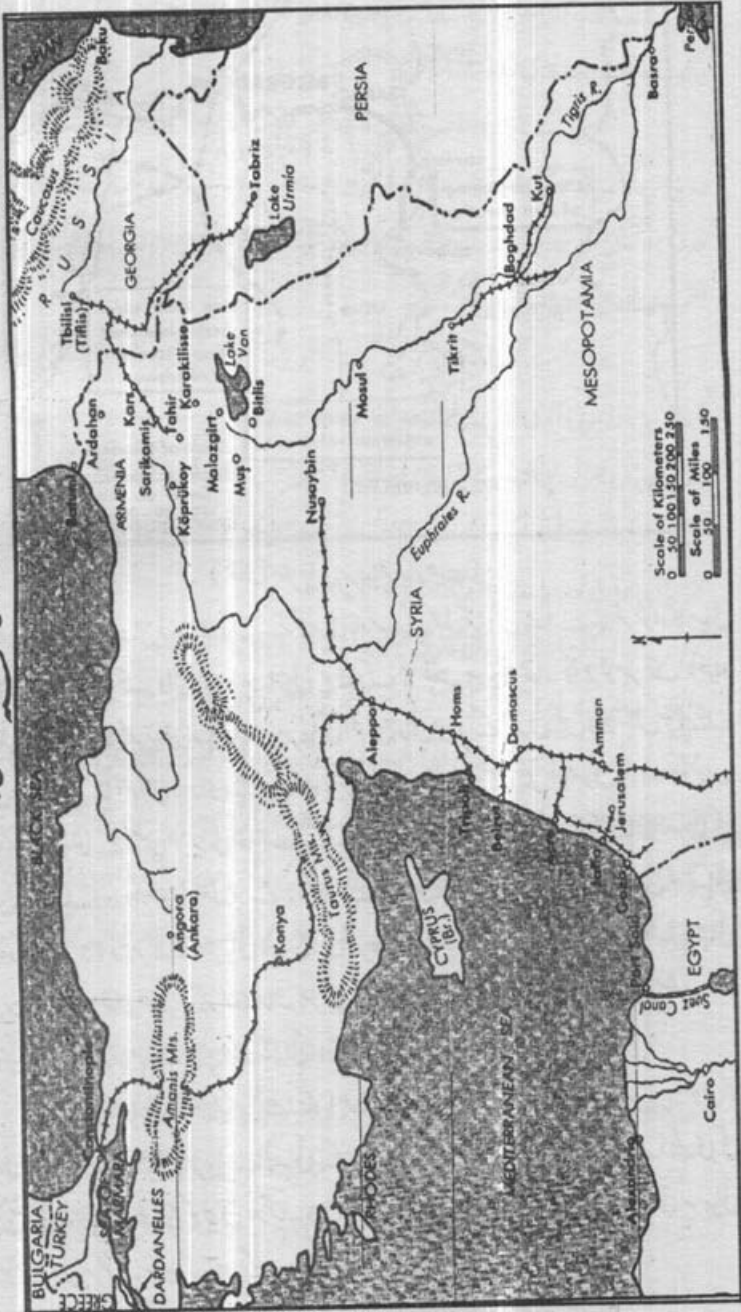 BULGARIA
TURKEY
GREECE
BLACK SEA
Constantinople
SEA OF
MARMARA
DARDANELLES
Amanis Mts.
Angora
(Ankara)
Konya
Taurus Mts.
RHODES
CYPRUS
(Br.)
MEDITERRANEAN SEA
Alexandria
Cairo
Port Said
Suez Canal
EGYPT
Gaza
Jaffa
Jerusalem
Amman
Damascus
Beirut
Tripoli
Homs
Aleppo
SYRIA
Euphrates R.
Nusaybin
Batumi
Ardahan
ARMENIA
Kars
Sarikamis
Köprükoy
Tahir
Karakilisse
Malazgirt
Muş
Bitlis
Lake
Van
Tbilisi
(Tiflis)
GEORGIA
RUSSIA
Caucasus
Baku
Tabriz
Lake
Urmia
PERSIA
Mosul
Tikrit
Baghdad
Kut
Tigris R.
Basra
MESOPOTAMIA
N
Scale of Kilometers
0 50 100 150 200 250
Scale of Miles
0 50 100 150